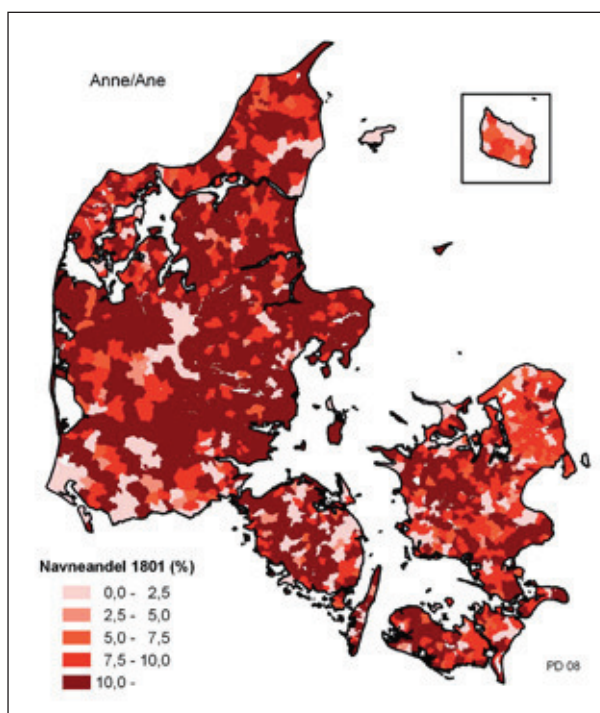 Anne/Ane
Navneandel 1801 (%)
0,0 - 2,5
2,5 - 5,0
5,0 - 7,5
7,5 - 10,0
10,0 -
PD 08